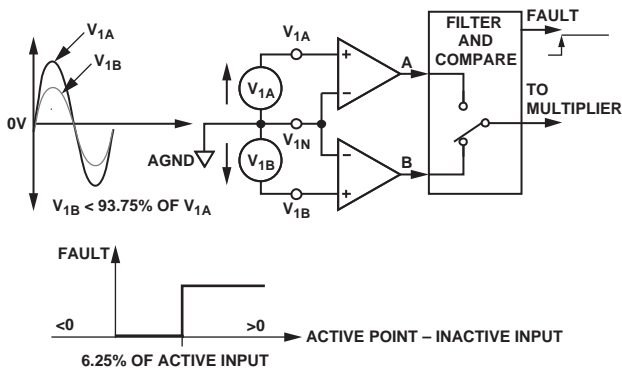 V1A
V1B
0V
V1B < 93.75% OF V1A
V1A
V1A
V1N
AGND
V1B
V1B
+
−
−
+
A
B
FILTER
AND
COMPARE
FAULT
TO
MULTIPLIER
FAULT
<0
>0
ACTIVE POINT – INACTIVE INPUT
6.25% OF ACTIVE INPUT